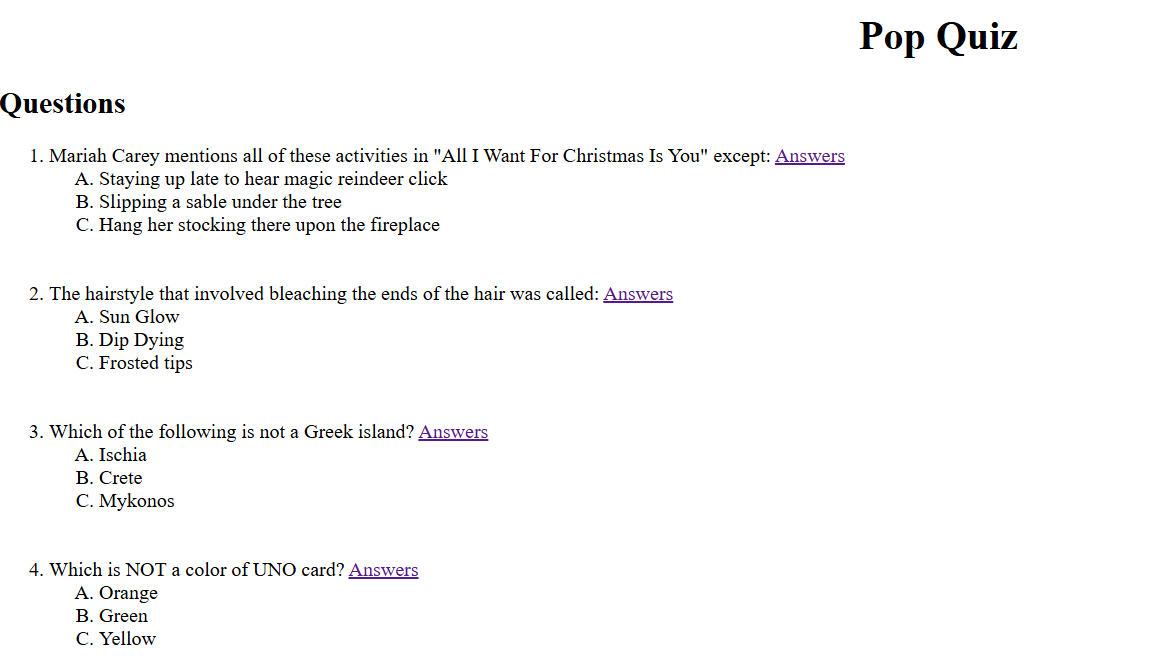 Pop Quiz
Questions
1. Mariah Carey mentions all of these activities in "All I Want For Christmas Is You" except: Answers
A. Staying up late to hear magic reindeer click
B. Slipping a sable under the tree
C. Hang her stocking there upon the fireplace
2. The hairstyle that involved bleaching the ends of the hair was called: Answers
A. Sun Glow
B. Dip Dying
C. Frosted tips
3. Which of the following is not a Greek island? Answers
A. Ischia
B. Crete
C. Mykonos
4. Which is NOT a color of UNO card? Answers
A. Orange
B. Green
C. Yellow